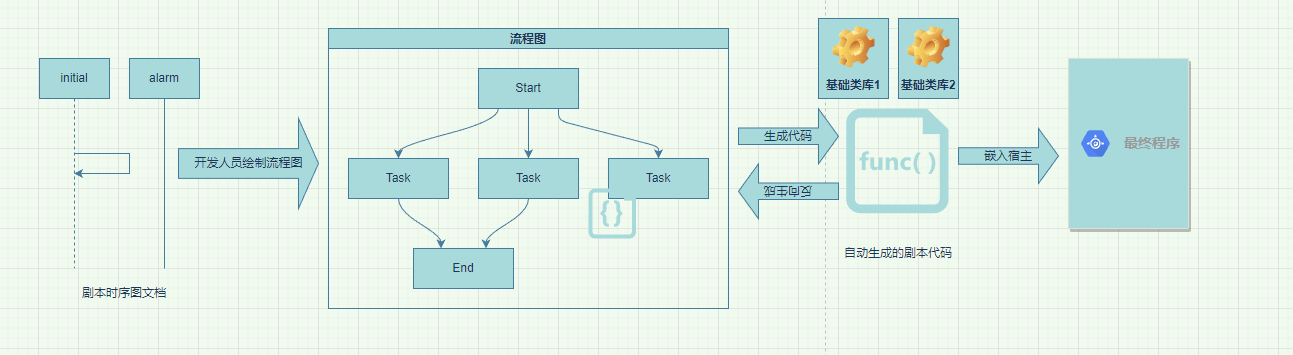 initial
alarm
剧本时序图文档
开发人员绘制流程图
流程图
Start
Task
Task
Task
{}
End
生成代码
反向生成
基础类库1
基础类库2
func( )
自动生成的剧本代码
嵌入宿主
最终程序